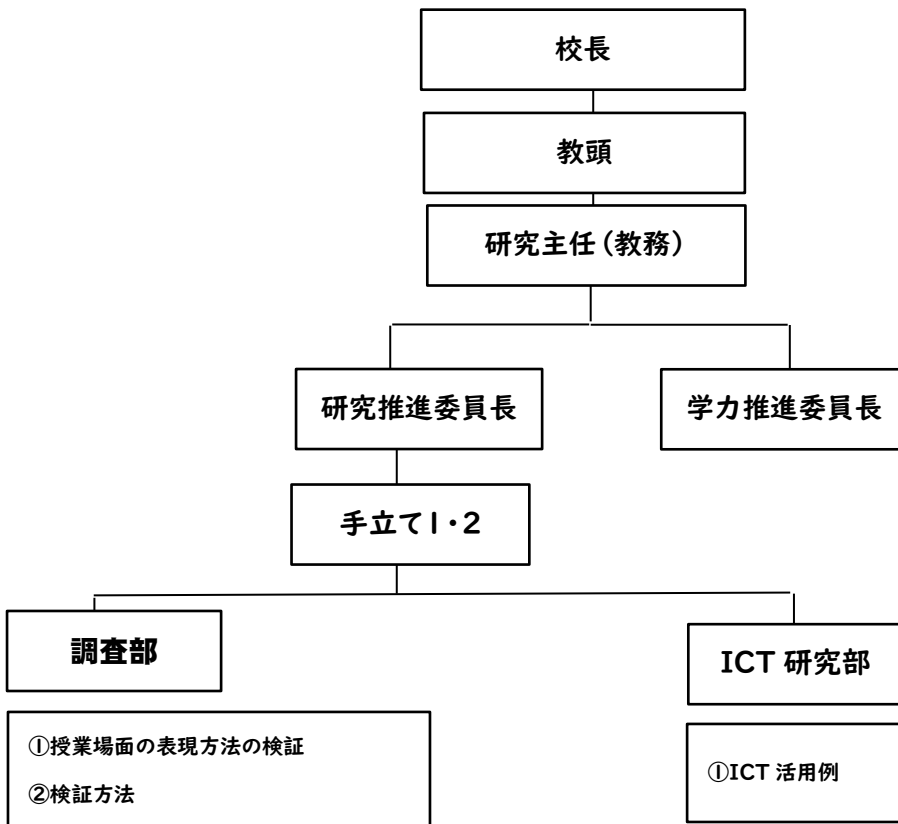 校長
教頭
研究主任(教務)
研究推進委員長
学力推進委員長
手立て1・2
調査部
ICT 研究部
①授業場面の表現方法の検証
②検証方法
①ICT 活用例